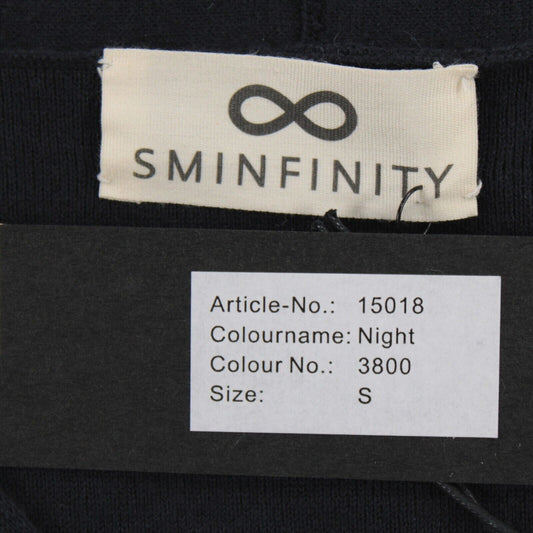 SMINFINITY
Article-No.: 15018
Colourname: Night
Colour No.: 3800
Size: S